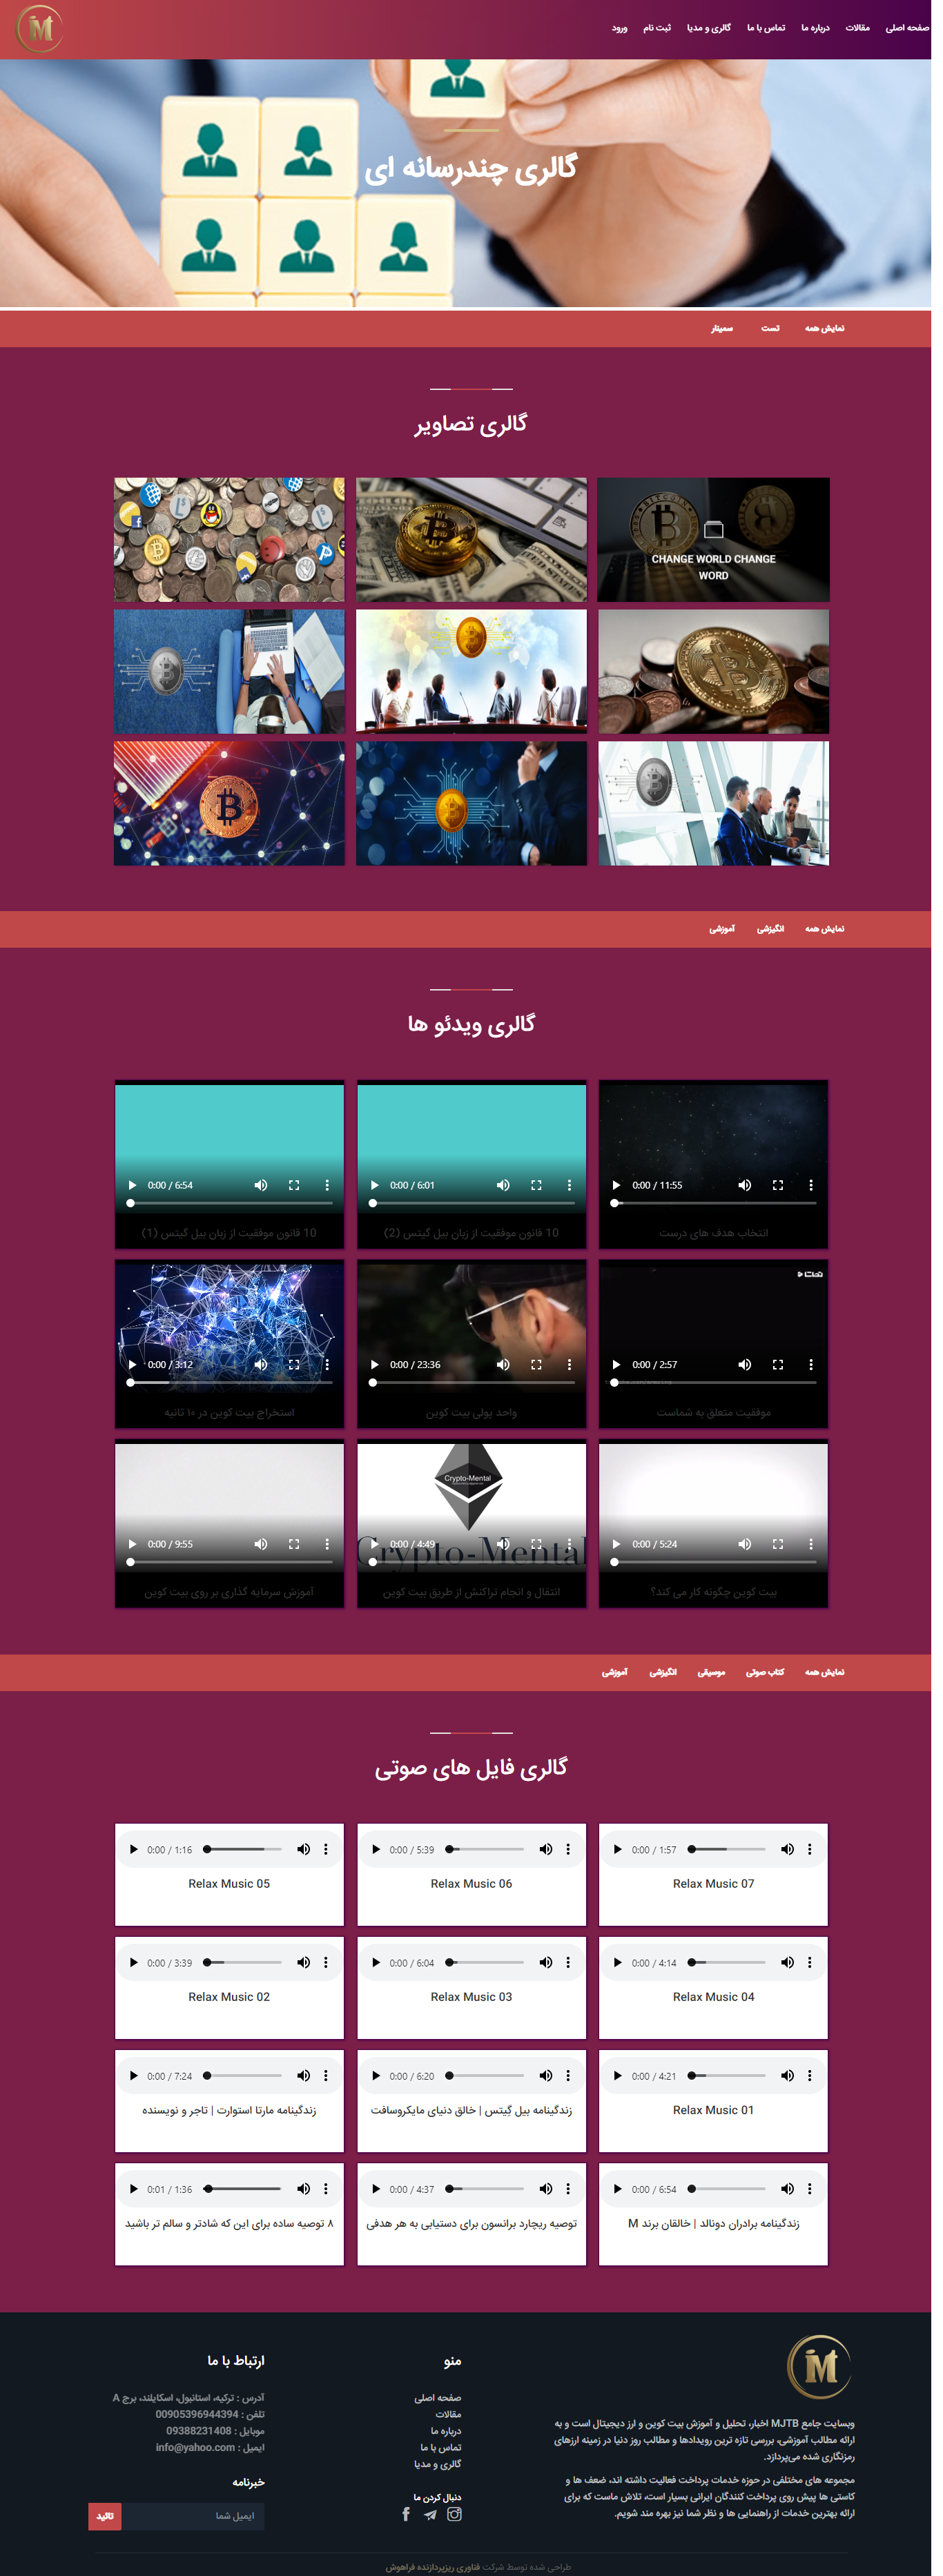 صفحه اصلی مقالات درباره ما تماس با ما گالری و مدیا ثبت نام ورود
M
گالری چندرسانه ای
نمایش همه تست سمینار
گالری تصاویر
CHANGE WORLD CHANGE
WORD
نمایش همه انگیزشی آموزشی
گالری ویدئو ها
0:00 / 11:55
انتخاب هدف های درست
0:00 / 6:01
10 قانون موفقیت از زبان بیل گیتس (2)
0:00 / 6:54
10 قانون موفقیت از زبان بیل گیتس (1)
0:00 / 2:57
موفقیت متعلق به شماست
0:00 / 23:36
واحد پولی بیت کوین
0:00 / 3:12
استخراج بیت کوین در ۱۰ ثانیه
0:00 / 5:24
بیت کوین چگونه کار می کند؟
Crypto-Mental
Crypto-Mental
0:00 / 4:49
انتقال و انجام تراکنش از طریق بیت کوین
0:00 / 9:55
آموزش سرمایه گذاری بر روی بیت کوین
نمایش همه کتاب صوتی موسیقی انگیزشی آموزشی
گالری فایل های صوتی
0:00 / 1:57
Relax Music 07
0:00 / 5:39
Relax Music 06
0:00 / 1:16
Relax Music 05
0:00 / 4:14
Relax Music 04
0:00 / 6:04
Relax Music 03
0:00 / 3:39
Relax Music 02
0:00 / 4:21
Relax Music 01
0:00 / 6:20
زندگینامه بیل گیتس | خالق دنیای مایکروسافت
0:00 / 7:24
زندگینامه مارتا استوارت | تاجر و نویسنده
0:00 / 6:54
زندگینامه برادران دونالد | خالقان برند M
0:00 / 4:37
توصیه ریچارد برانسون برای دستیابی به هر هدفی
0:01 / 1:36
۸ توصیه ساده برای این که شادتر و سالم تر باشید
M
وبسایت جامع MJTB اخبار، تحلیل و آموزش بیت کوین و ارز دیجیتال است و به
ارائه مطالب آموزشی، بررسی تازه ترین رویدادها و مطالب روز دنیا در زمینه ارزهای
رمزنگاری شده می‌پردازد.
مجموعه های مختلفی در حوزه خدمات پرداخت فعالیت داشته اند، ضعف ها و
کاستی ها پیش روی پرداخت کنندگان ایرانی بسیار است، تلاش ماست که برای
ارائه بهترین خدمات از راهنمایی ها و نظر شما نیز بهره مند شویم.
منو
صفحه اصلی
مقالات
درباره ما
تماس با ما
گالری و مدیا
دنبال کردن ما
ارتباط با ما
آدرس : ترکیه، استانبول، اسکایلند، برج A
تلفن : 00905396944394
موبایل : 09388231408
ایمیل : info@yahoo.com
خبرنامه
ایمیل شما
تائید
طراحی شده توسط شرکت فناوری ریزپردازنده فراهوش